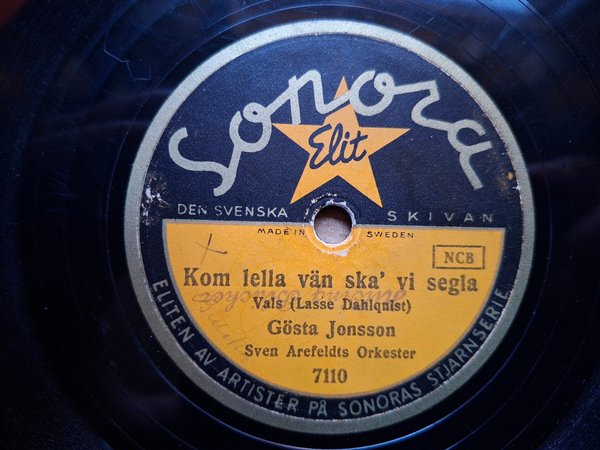 Sonora
Elit
DEN SVENSKA SKIVAN
MADE IN SWEDEN
NCB
Kom lella vän ska' vi segla
Vals (Lasse Dahlquist)
Gösta Jonsson
Sven Arefeldts Orkester
7110
ELITEN AV ARTISTER PÅ SONORAS STJÄRNSERIE